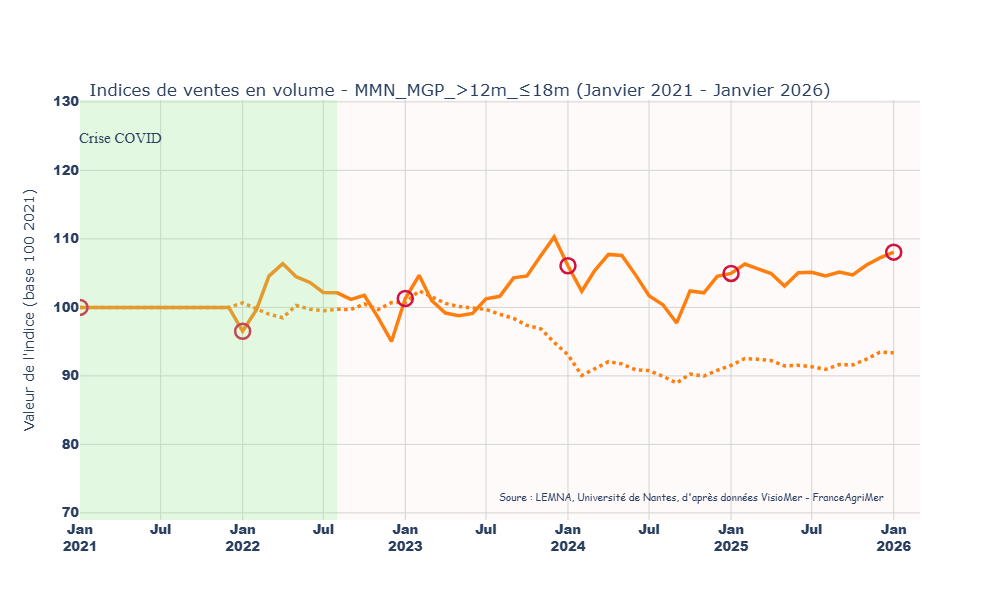 Indices de ventes en volume - MMN_MGP_>12m_≤18m (Janvier 2021 - Janvier 2026)
Valeur de l'indice (base 100 2021)
130
120
110
100
90
80
70
Crise COVID
Soure : LEMNA, Université de Nantes, d'après données VisioMer - FranceAgriMer
Jan
2021
Jul
Jan
2022
Jul
Jan
2023
Jul
Jan
2024
Jul
Jan
2025
Jul
Jan
2026